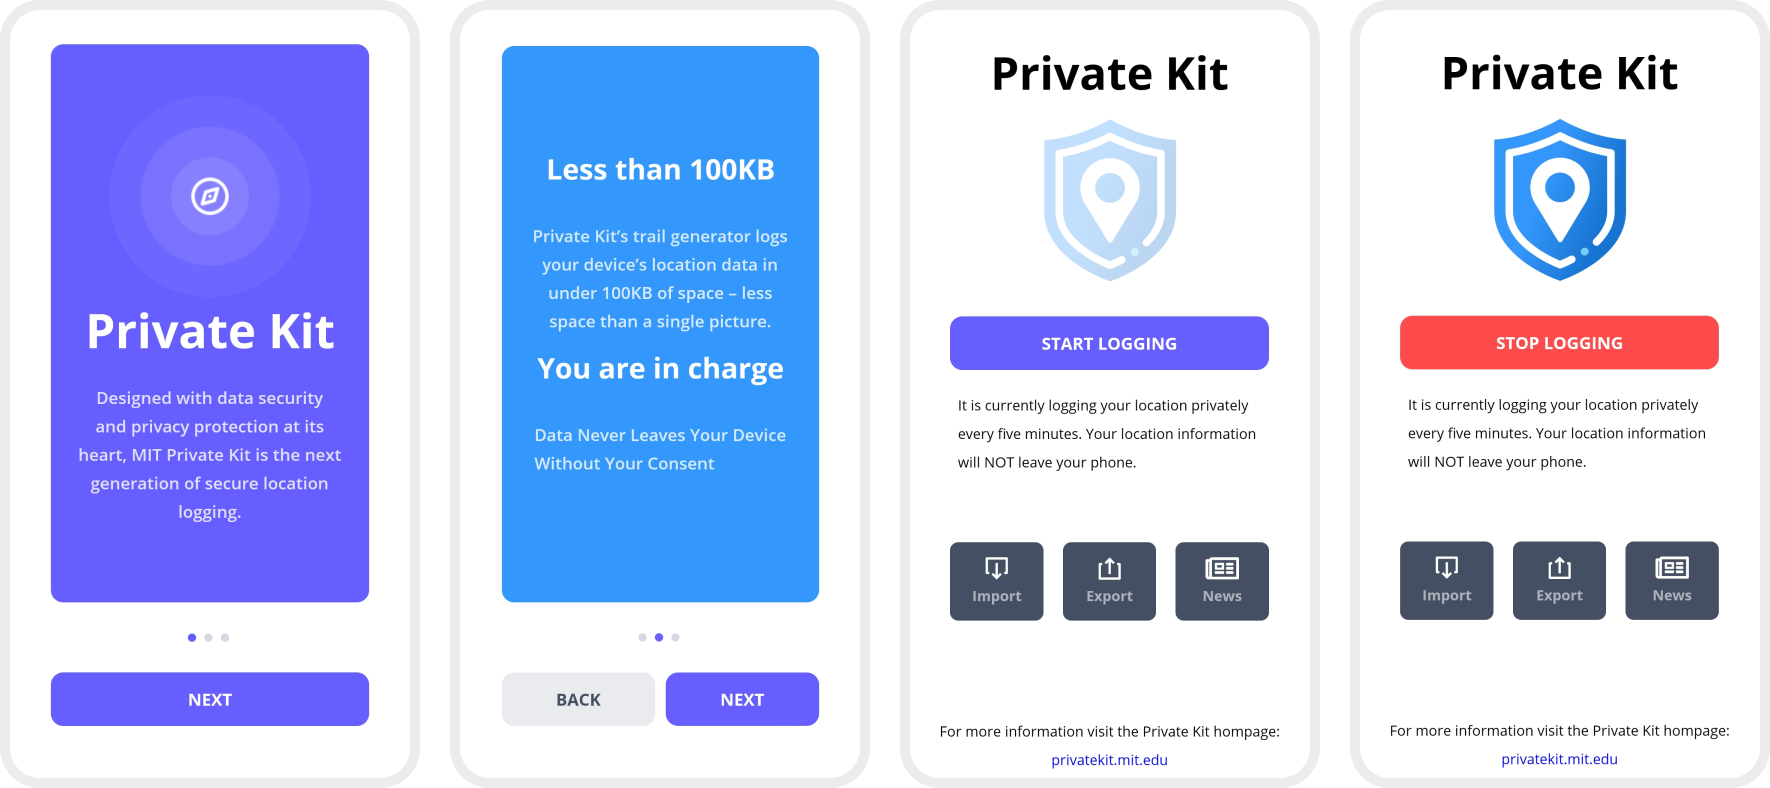 Private Kit
Designed with data security
and privacy protection at its
heart, MIT Private Kit is the next
generation of secure location
logging.
NEXT
Less than 100KB
Private Kit’s trail generator logs
your device’s location data in
under 100KB of space – less
space than a single picture.
You are in charge
Data Never Leaves Your Device
Without Your Consent
BACK
NEXT
Private Kit
START LOGGING
It is currently logging your location privately
every five minutes. Your location information
will NOT leave your phone.
Import
Export
News
For more information visit the Private Kit hompage:
privatekit.mit.edu
Private Kit
STOP LOGGING
It is currently logging your location privately
every five minutes. Your location information
will NOT leave your phone.
Import
Export
News
For more information visit the Private Kit hompage:
privatekit.mit.edu